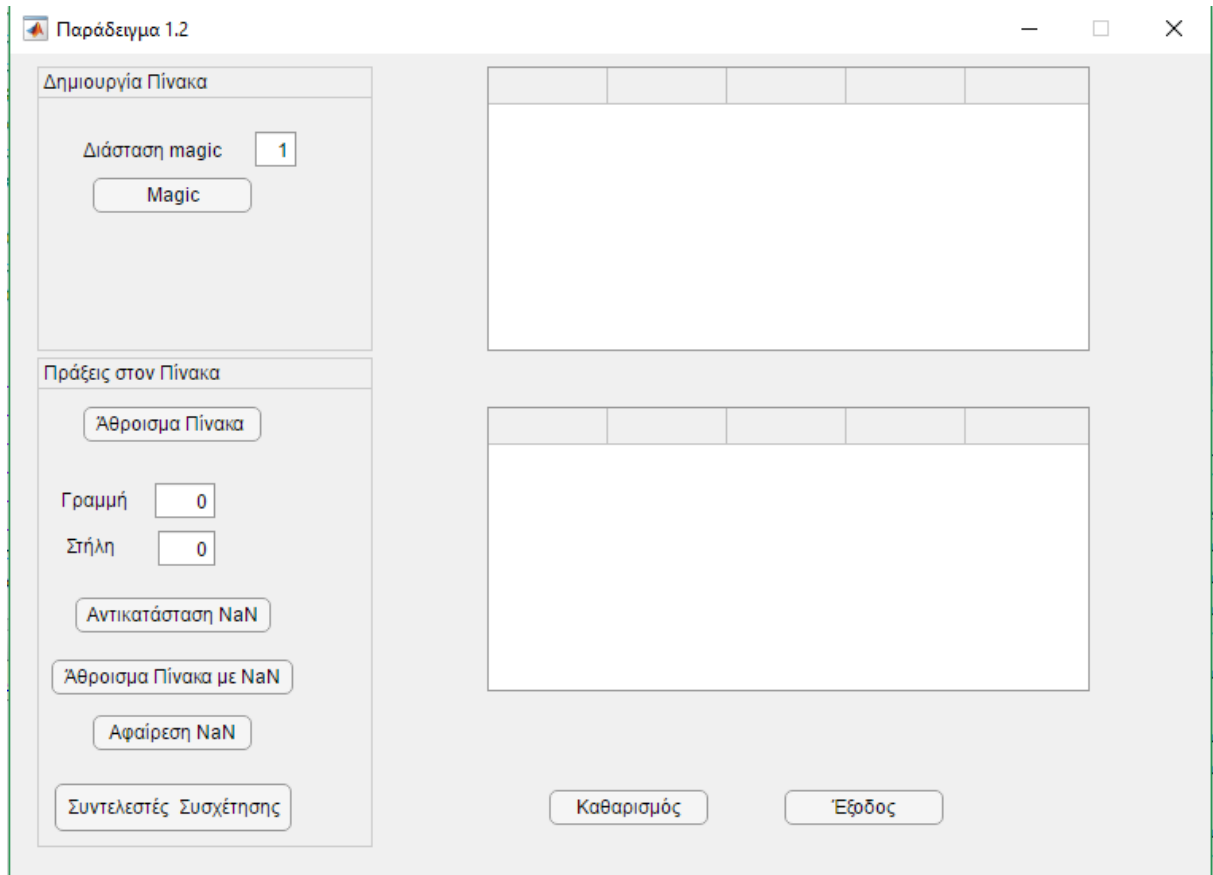 Παράδειγμα 1.2
Δημιουργία Πίνακα
Διάσταση magic 1
Magic
Πράξεις στον Πίνακα
Άθροισμα Πίνακα
Γραμμή 0
Στήλη 0
Αντικατάσταση NaN
Άθροισμα Πίνακα με NaN
Αφαίρεση NaN
Συντελεστές Συσχέτησης
Καθαρισμός
Έξοδος